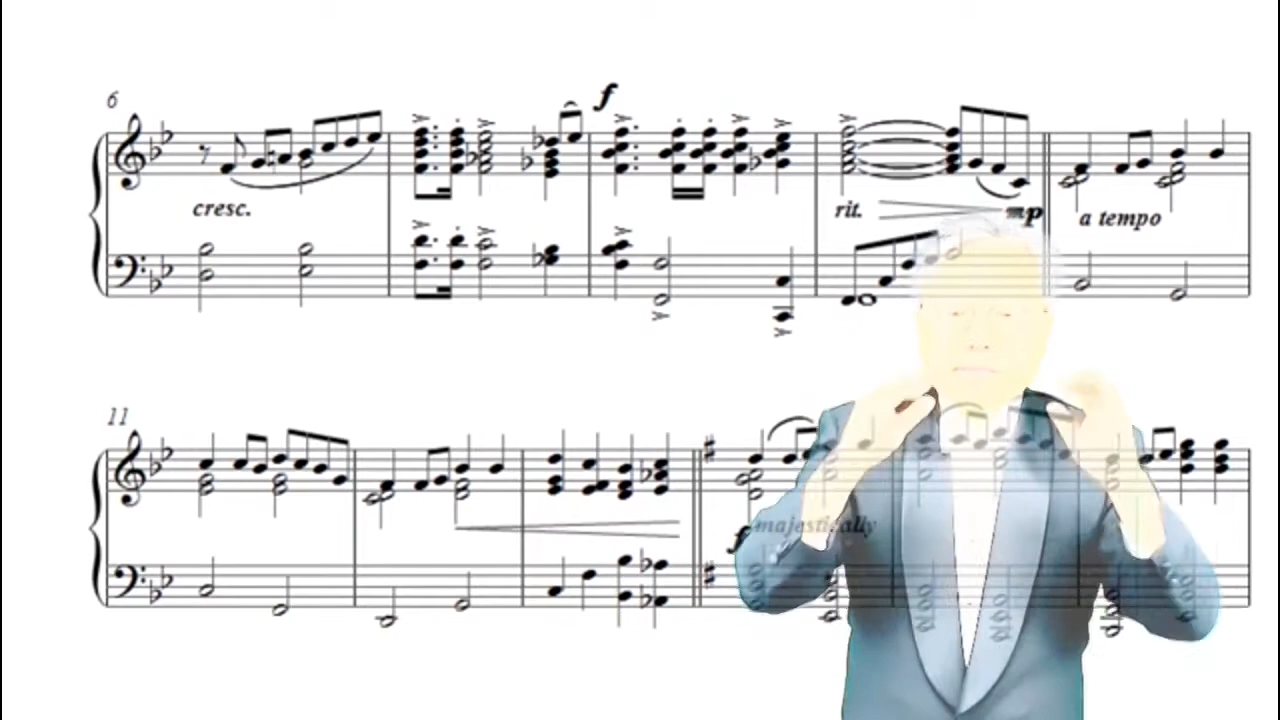 6
f
cresc.
rit.
mp
a tempo
11
f
majestically